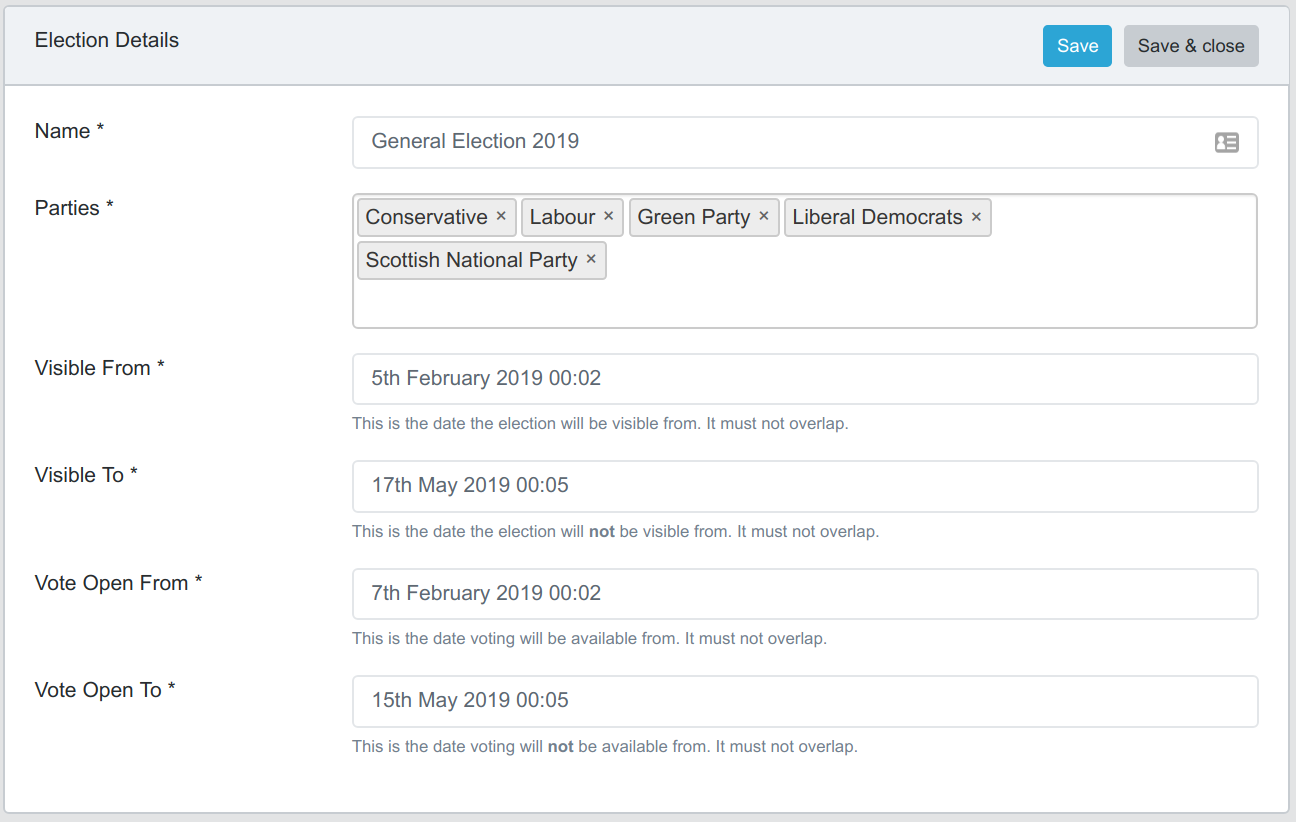 Election Details
Save
Save & close
Name *
General Election 2019
Parties *
Conservative × Labour × Green Party × Liberal Democrats ×
Scottish National Party ×
Visible From *
5th February 2019 00:02
This is the date the election will be visible from. It must not overlap.
Visible To *
17th May 2019 00:05
This is the date the election will not be visible from. It must not overlap.
Vote Open From *
7th February 2019 00:02
This is the date voting will be available from. It must not overlap.
Vote Open To *
15th May 2019 00:05
This is the date voting will not be available from. It must not overlap.